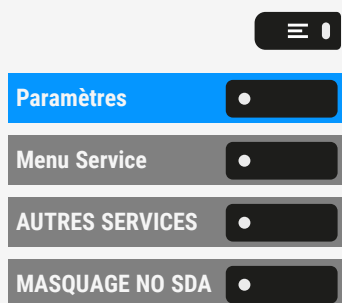 Paramètres
Menu Service
AUTRES SERVICES
MASQUAGE NO SDA